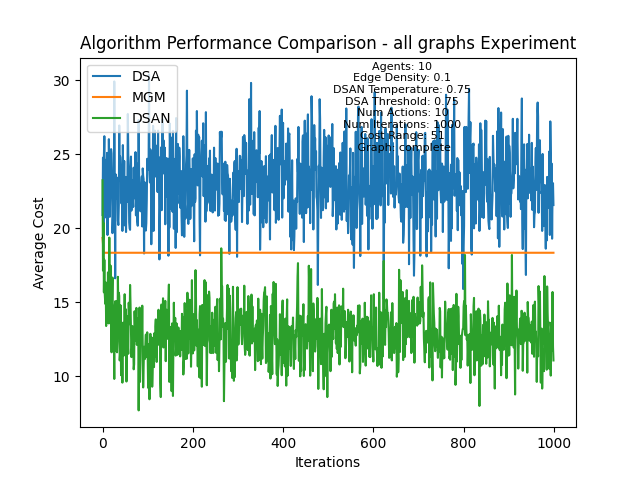 Algorithm Performance Comparison - all graphs Experiment
DSA
MGM
DSAN
Agents: 10
Edge Density: 0.1
DSAN Temperature: 0.75
DSA Threshold: 0.75
Num Actions: 10
Num Iterations: 1000
Cost Range: 51
Graph: complete
Average Cost
30
25
20
15
10
0
200
400
600
800
1000
Iterations